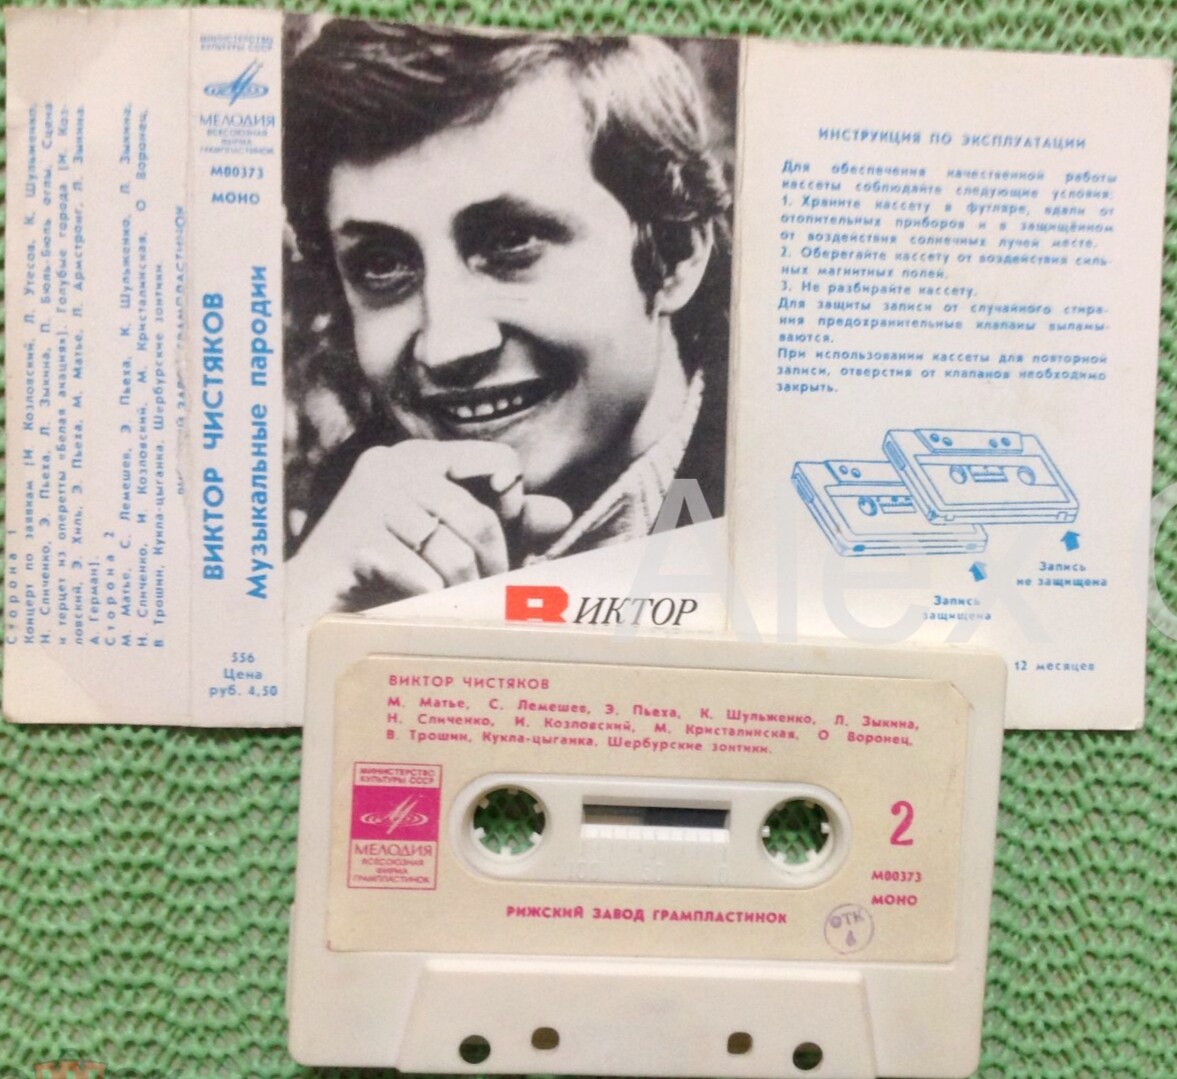 Сторона 1
Концерт по заявкам [И. Козловский, Л. Утесов, К. Шульженко,
Н. Сличенко, Э. Пьеха, Л. Зыкина, П. Бюль-Бюль оглы, Сцена
и терцет из оперетты «Белая акация»]. Голубые города [И. Коз-
ловский, Э. Хиль, Э. Пьеха, М. Матье, Л. Армстронг, Л. Зыкина
А Герман].
Сторона 2
М. Матье, С. Лемешев, Э. Пьеха, К. Шульженко, Л. Зыкина,
Н. Сличенко, И. Козловский, М. Кристалинская, О Воронец,
В Трошин, Кукла-цыганка, Шербурские зонтики
МИНИСТЕРСТВО
КУЛЬТУРЫ СССР
МЕЛОДИЯ
ВСЕСОЮЗНАЯ
ФИРМА
ГРАМПЛАСТИНОК
М00373
МОНО
ВИКТОР ЧИСТЯКОВ
Музыкальные пародии
556
Цена
руб. 4,50
ВИКТОР
ИНСТРУКЦИЯ ПО ЭКСПЛУАТАЦИИ
Для обеспечения качественной работы
кассеты соблюдайте следующие условия:
1. Храните кассету в футляре, вдали от
отопительных приборов и в защищённом
от воздействия солнечных лучей месте.
2. Оберегайте кассету от воздействия силь-
ных магнитных полей.
3. Не разбирайте кассету.
Для защиты записи от случайного стира-
ния предохранительные клапаны выламы-
ваются.
При использовании кассеты для повторной
записи, отверстия от клапанов необходимо
закрыть.
Запись
не защищена
Запись
защищена
12 месяцев
Alex
ВИКТОР ЧИСТЯКОВ
М. Матье, С. Лемешев, Э. Пьеха, К. Шульженко, Л. Зыкина,
Н. Сличенко, И. Козловский, М. Кристалинская, О Воронец,
В. Трошин, Кукла-цыганка, Шербурские зонтики.
МИНИСТЕРСТВО
КУЛЬТУРЫ СССР
МЕЛОДИЯ
ВСЕСОЮЗНАЯ
ФИРМА
ГРАМПЛАСТИНОК
100 50
2
М00373
МОНО
РИЖСКИЙ ЗАВОД ГРАМПЛАСТИНОК
ОТК